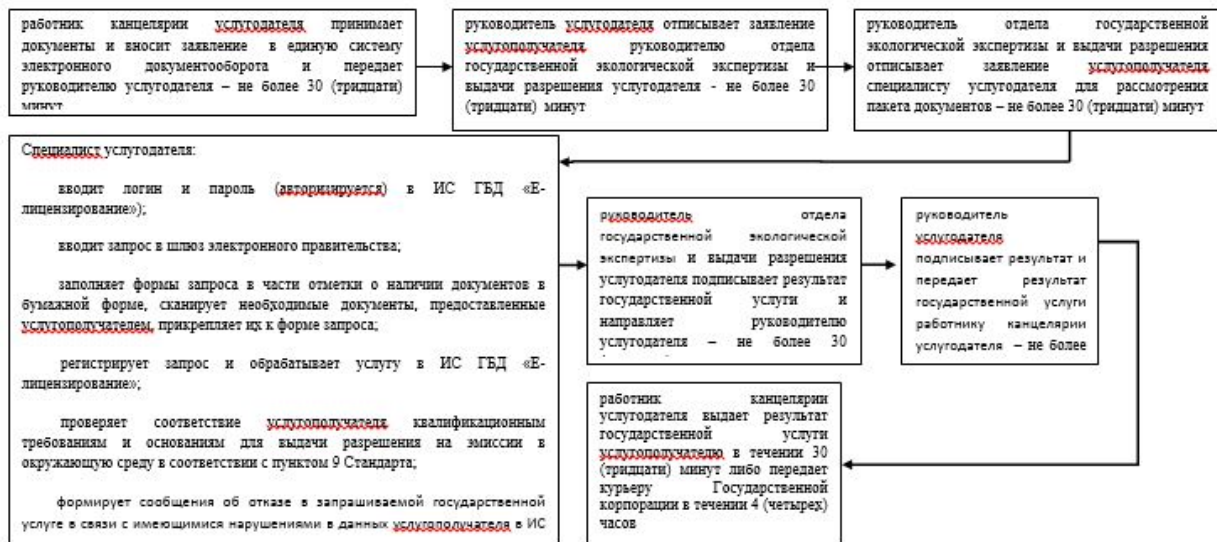 работник канцелярии услугодателя принимает
документы и вносит заявление в единую систему
электронного документооборота и передает
руководителю услугодателя – не более 30 (тридцати)
минут
руководитель услугодателя отписывает заявление
услугополучателя руководителю отдела
государственной экологической экспертизы и
выдачи разрешения услугодателя - не более 30
(тридцати) минут
руководитель отдела государственной
экологической экспертизы и выдачи разрешения
отписывает заявление услугополучателя
специалисту услугодателя для рассмотрения
пакета документов – не более 30 (тридцати) минут
Специалист услугодателя:
вводит логин и пароль (авторизируется) в ИС ГБД «Е-
лицензирование»);
вводит запрос в шлюз электронного правительства;
заполняет формы запроса в части отметки о наличии документов в
бумажной форме, сканирует необходимые документы, предоставленные
услугополучателем, прикрепляет их к форме запроса;
регистрирует запрос и обрабатывает услугу в ИС ГБД «Е-
лицензирование»;
проверяет соответствие услугополучателя квалификационным
требованиям и основаниям для выдачи разрешения на эмиссии в
окружающую среду в соответствии с пунктом 9 Стандарта;
формирует сообщения об отказе в запрашиваемой государственной
услуге в связи с имеющимися нарушениями в данных услугополучателя в ИС
руководитель отдела
государственной экологической
экспертизы и выдачи разрешения
услугодателя подписывает результат
государственной услуги и
направляет руководителю
услугодателя – не более 30
руководитель
услугодателя
подписывает результат и
передает результат
государственной услуги
работнику канцелярии
услугодателя – не более
работник канцелярии
услугодателя выдает результат
государственной услуги
услугополучателю в течении 30
(тридцати) минут либо передает
курьеру Государственной
корпорации в течении 4 (четырех)
часов